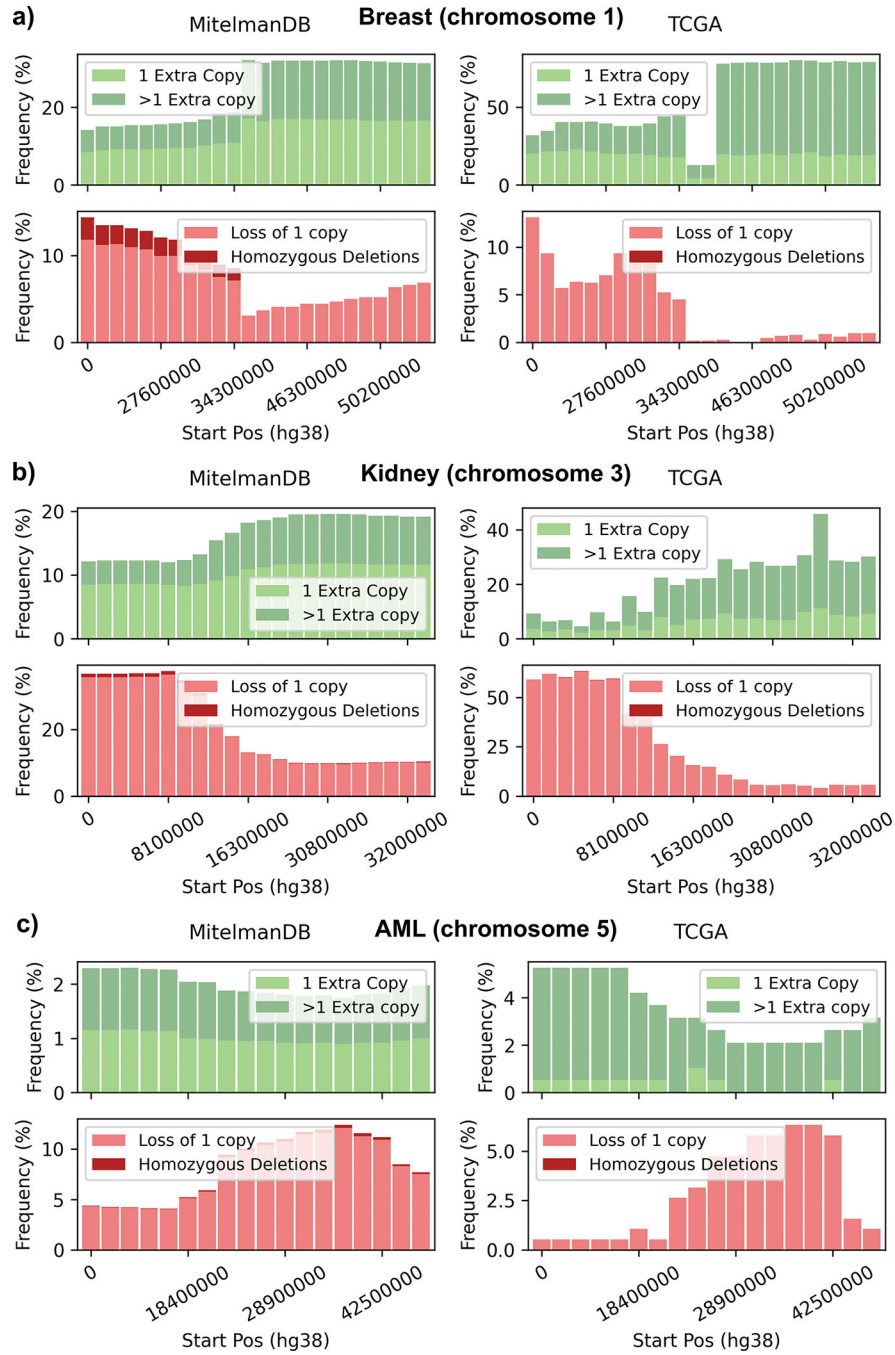 a)
Breast (chromosome 1)
MitelmanDB
TCGA
Frequency (%)
20
0
1 Extra Copy
>1 Extra copy
Frequency (%)
50
0
1 Extra Copy
>1 Extra copy
Frequency (%)
10
0
Loss of 1 copy
Homozygous Deletions
Frequency (%)
10
5
0
Loss of 1 copy
Homozygous Deletions
0
27600000
34300000
46300000
50200000
Start Pos (hg38)
0
27600000
34300000
46300000
50200000
Start Pos (hg38)
b)
Kidney (chromosome 3)
MitelmanDB
TCGA
Frequency (%)
20
10
0
1 Extra Copy
>1 Extra copy
Frequency (%)
40
20
0
1 Extra Copy
>1 Extra copy
Frequency (%)
20
0
Loss of 1 copy
Homozygous Deletions
Frequency (%)
50
25
0
Loss of 1 copy
Homozygous Deletions
0
8100000
16300000
30800000
32000000
Start Pos (hg38)
0
8100000
16300000
30800000
32000000
Start Pos (hg38)
c)
AML (chromosome 5)
MitelmanDB
TCGA
Frequency (%)
2
1
0
1 Extra Copy
>1 Extra copy
Frequency (%)
4
2
0
1 Extra Copy
>1 Extra copy
Frequency (%)
10
5
0
Loss of 1 copy
Homozygous Deletions
Frequency (%)
5.0
2.5
0.0
Loss of 1 copy
Homozygous Deletions
0
18400000
28900000
42500000
Start Pos (hg38)
0
18400000
28900000
42500000
Start Pos (hg38)